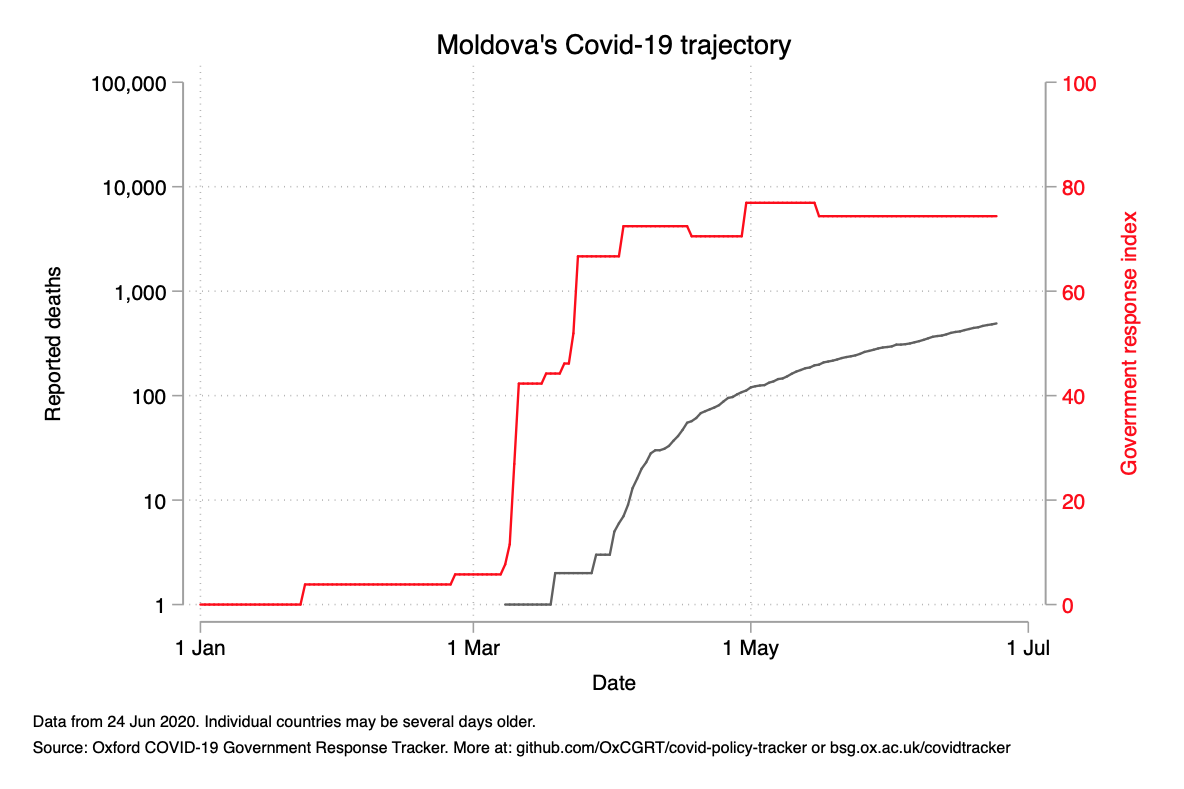 Moldova's Covid-19 trajectory
100,000
10,000
1,000
100
10
1
Reported deaths
100
80
60
40
20
0
Government response index
1 Jan
1 Mar
1 May
1 Jul
Date
Data from 24 Jun 2020. Individual countries may be several days older.
Source: Oxford COVID-19 Government Response Tracker. More at: github.com/OxCGRT/covid-policy-tracker or bsg.ox.ac.uk/covidtracker